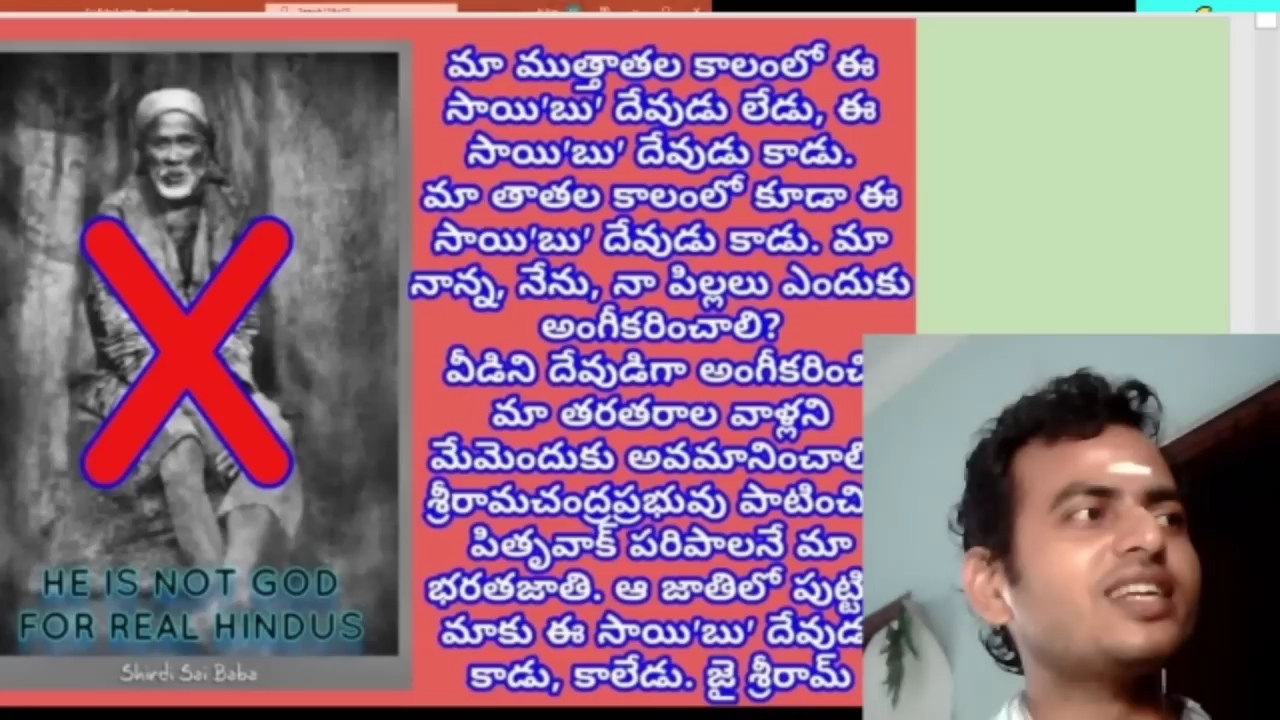 మా ముత్తాతల కాలంలో ఈ
సాయి'బు' దేవుడు లేడు, ఈ
సాయి'బు' దేవుడు కాడు.
మా తాతల కాలంలో కూడా ఈ
సాయి'బు' దేవుడు కాడు. మా
నాన్న, నేను, నా పిల్లలు ఎందుకు
అంగీకరించాలి?
వీడిని దేవుడిగా అంగీకరించి
మా తరతరాల వాళ్లని
మేమెందుకు అవమానించాలి
శ్రీరామచంద్రప్రభువు పాటించి
పితృవాక్ పరిపాలనే మా
భరతజాతి. ఆ జాతిలో పుట్టి
మాకు ఈ సాయి'బు' దేవుడు
కాడు, కాలేడు. జై శ్రీరామ్
HE IS NOT GOD
FOR REAL HINDUS
Shirdi Sai Baba